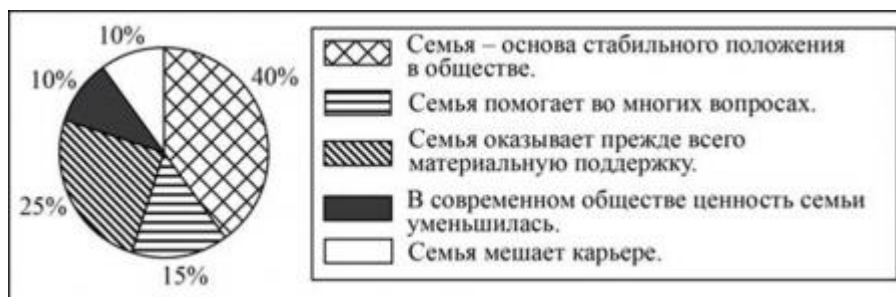 10%
10%
40%
25%
15%
Семья – основа стабильного положения
в обществе.
Семья помогает во многих вопросах.
Семья оказывает прежде всего
материальную поддержку.
В современном обществе ценность семьи
уменьшилась.
Семья мешает карьере.